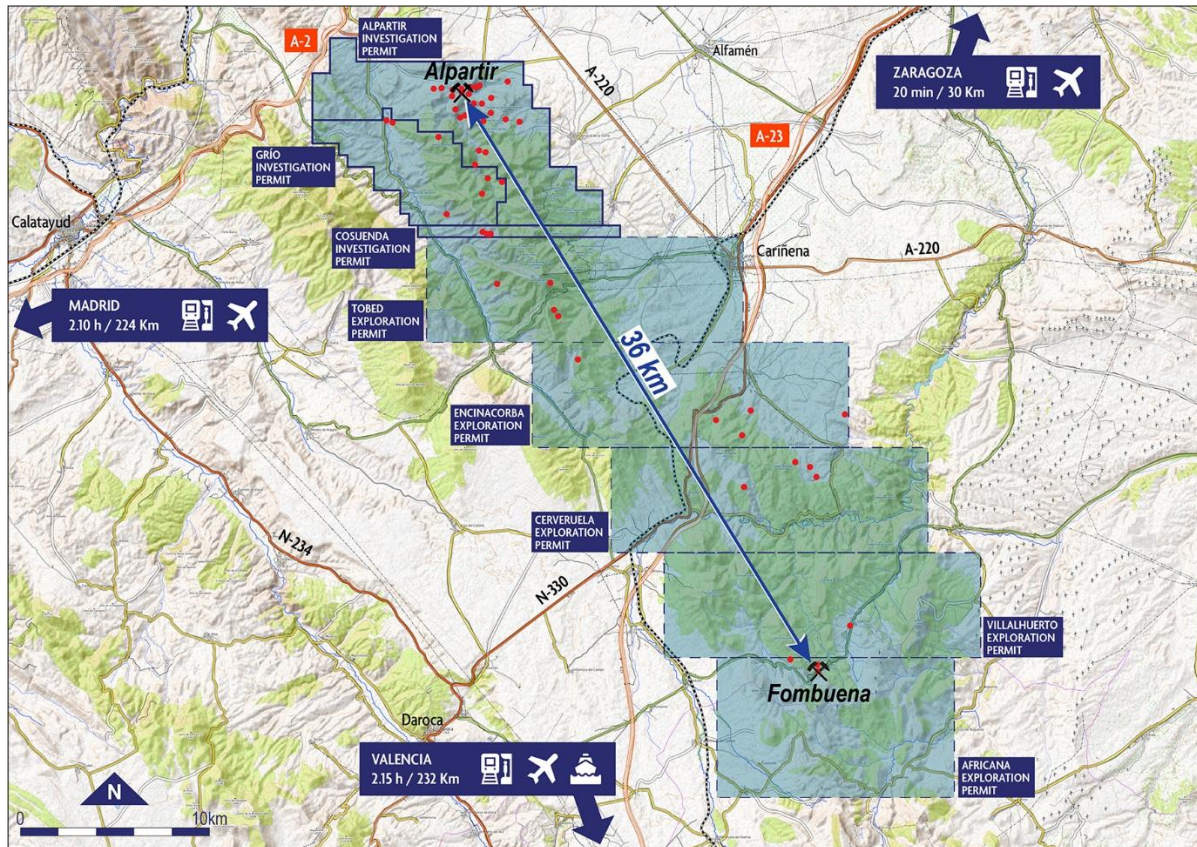 ALPARTIR
INVESTIGATION
PERMIT
A-2
Alpartir
A-220
Alfamén
ZARAGOZA
20 min / 30 Km
A-23
GRÍO
INVESTIGATION
PERMIT
Calatayud
COSUENDA
INVESTIGATION
PERMIT
Cariñena
A-220
MADRID
2.10 h / 224 Km
TOBED
EXPLORATION
PERMIT
36 km
ENCINACORBA
EXPLORATION
PERMIT
CERVERUELA
EXPLORATION
PERMIT
N-234
N-330
VILLALHUERTO
EXPLORATION
PERMIT
Fombuena
Daroca
VALENCIA
2.15 h / 232 Km
AFRICANA
EXPLORATION
PERMIT
N
0
10km